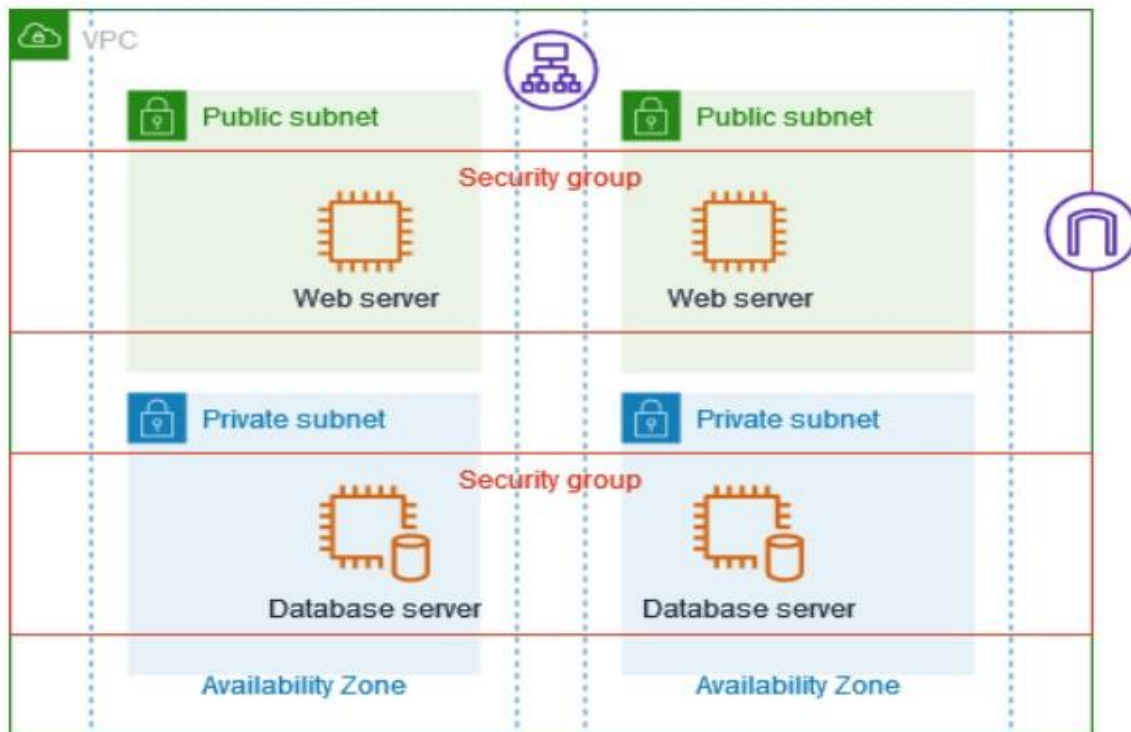 VPC
Public subnet
Public subnet
Security group
Web server
Web server
Private subnet
Private subnet
Security group
Database server
Database server
Availability Zone
Availability Zone